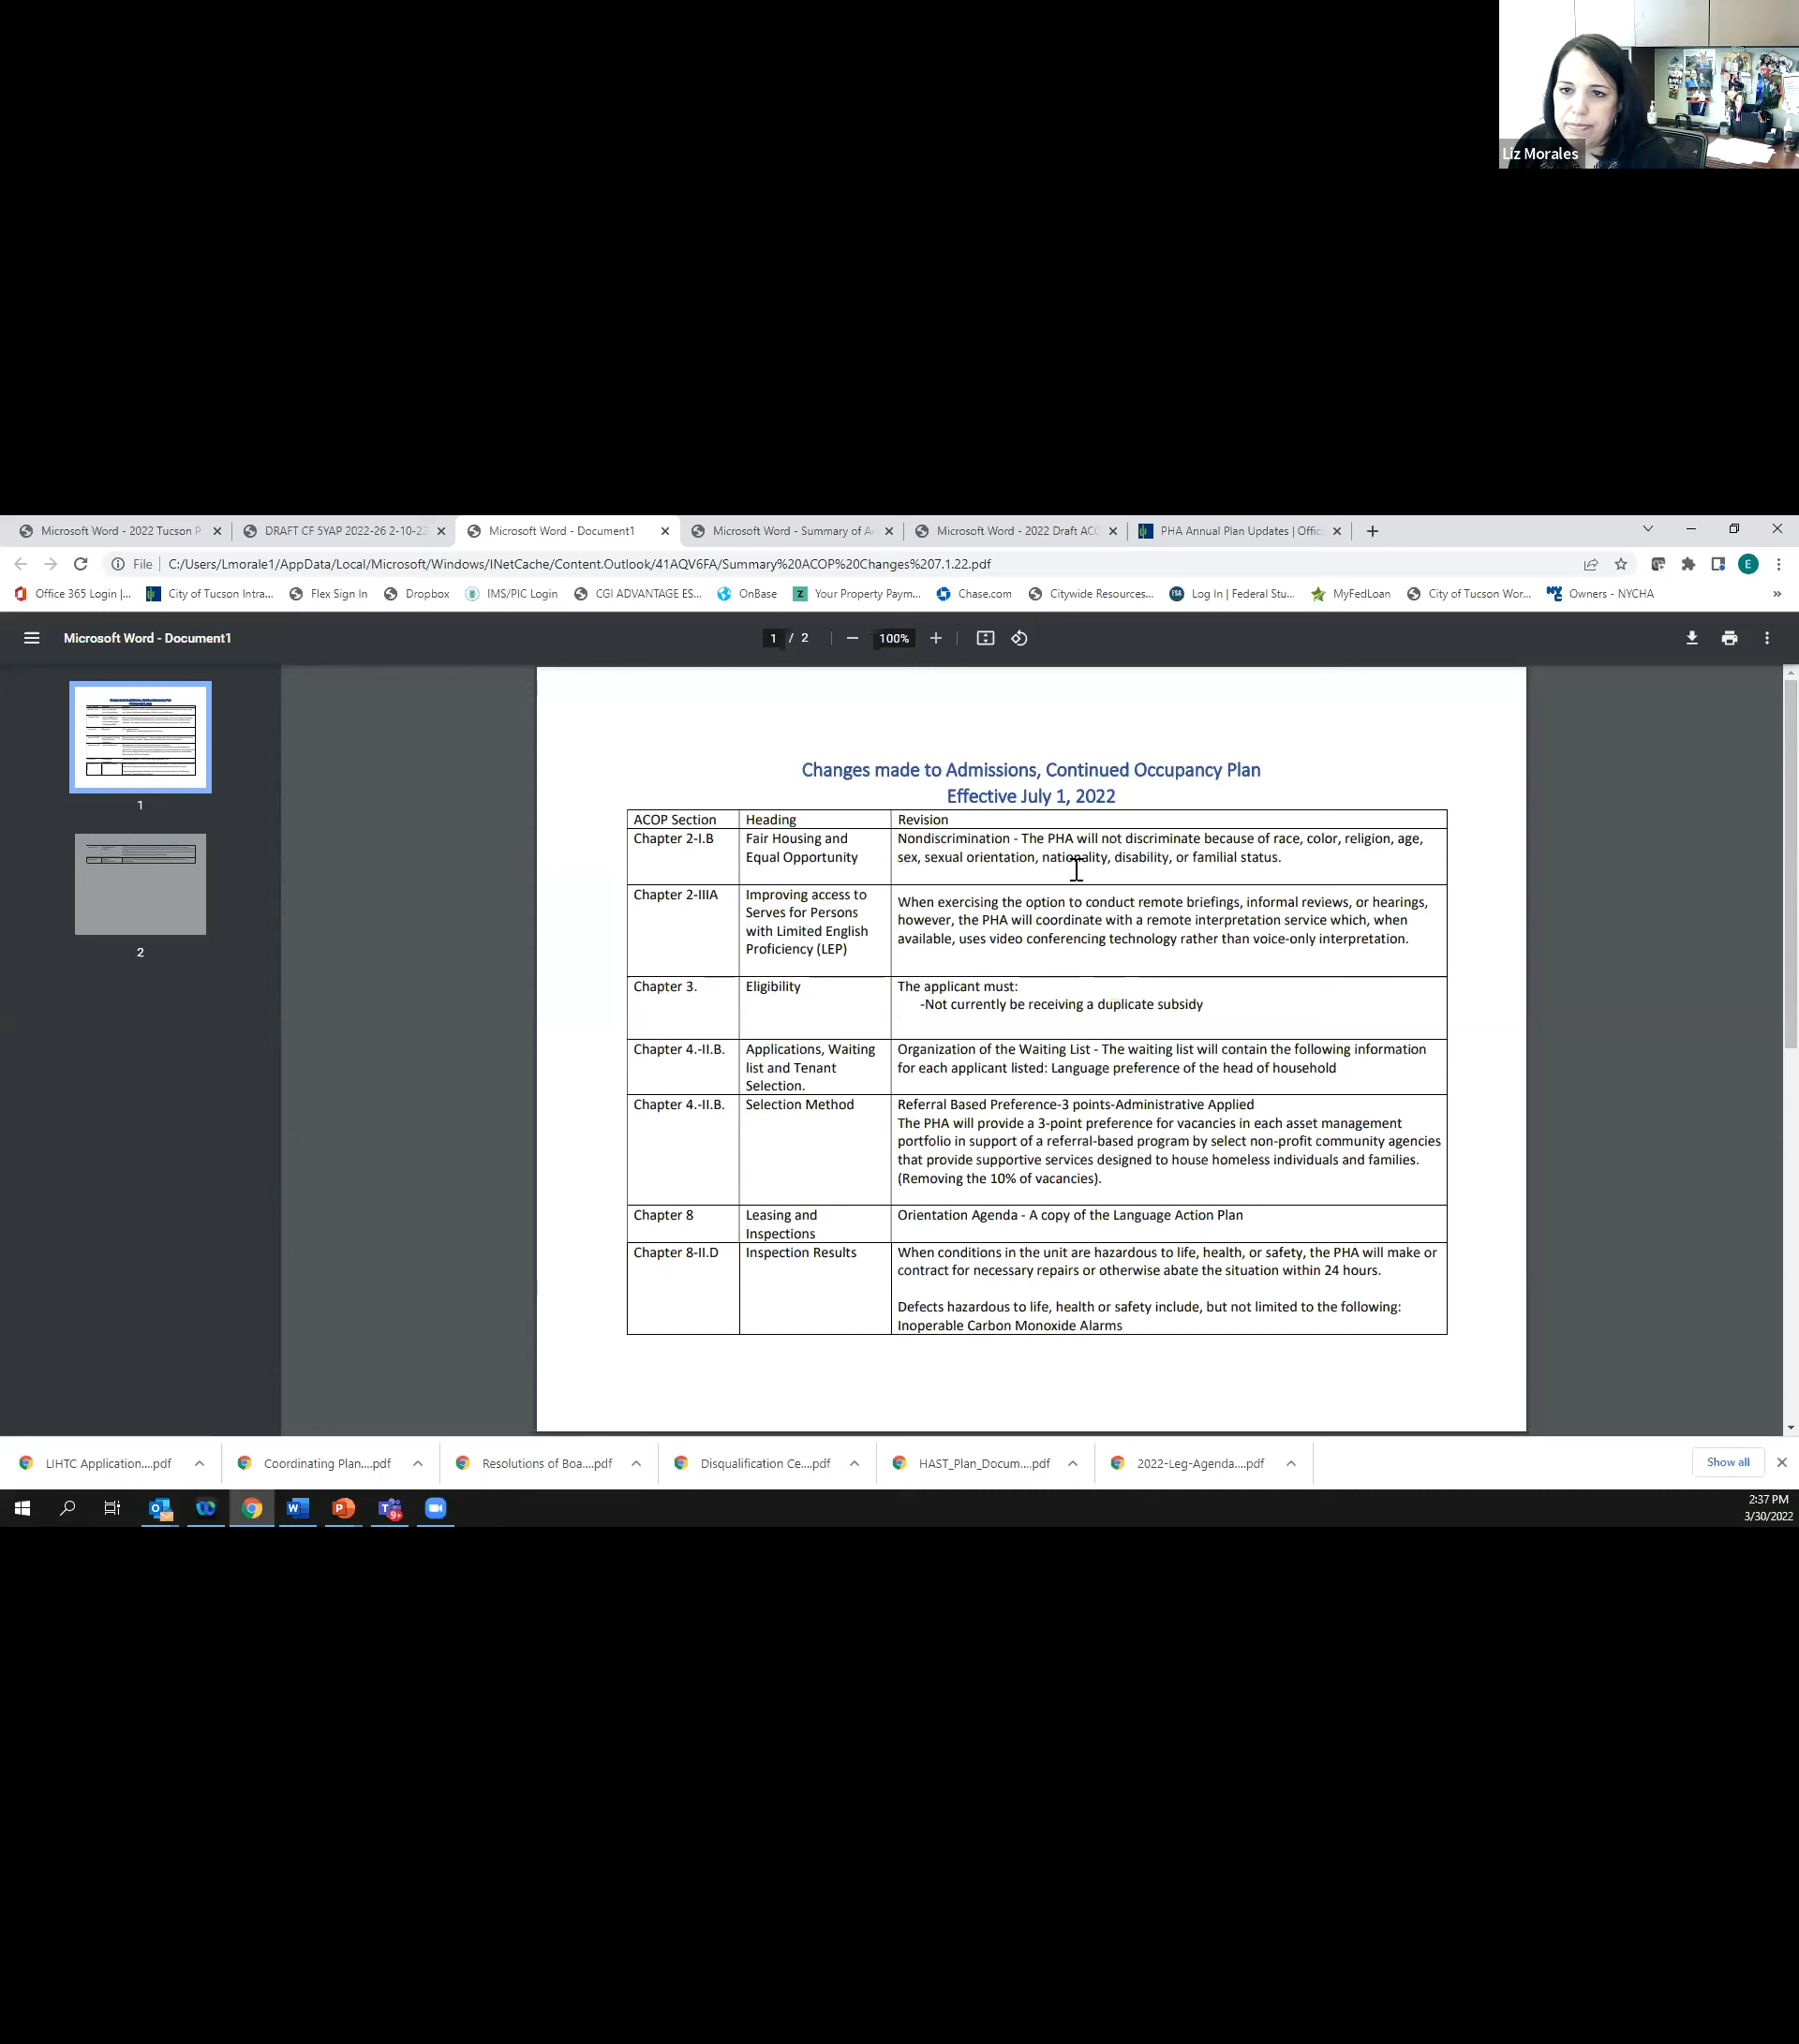 Liz Morales
Microsoft Word - 2022 Tucson P
DRAFT CF 5YAP 2022-26 2-10-22
Microsoft Word - Document1
Microsoft Word - Summary of A
Microsoft Word - 2022 Draft ACO
PHA Annual Plan Updates | Offic
File
C:/Users/Lmorale1/AppData/Local/Microsoft/Windows/INetCache/Content.Outlook/41AQV6FA/Summary%20ACOP%20Changes%207.1.22.pdf
E
Office 365 Login |...
City of Tucson Intra...
Flex Sign In
Dropbox
IMS/PIC Login
CGI ADVANTAGE ES...
OnBase
Your Property Paym...
Chase.com
Citywide Resources...
Log In | Federal Stu...
MyFedLoan
City of Tucson Wor...
Owners - NYCHA
»
Microsoft Word - Document1
1 / 2
100%
1
2
Changes made to Admissions, Continued Occupancy Plan
Effective July 1, 2022
ACOP Section
Heading
Revision
Chapter 2-I.B
Fair Housing and
Equal Opportunity
Nondiscrimination - The PHA will not discriminate because of race, color, religion, age,
sex, sexual orientation, nationality, disability, or familial status.
Chapter 2-IIIA
Improving access to
Serves for Persons
with Limited English
Proficiency (LEP)
When exercising the option to conduct remote briefings, informal reviews, or hearings,
however, the PHA will coordinate with a remote interpretation service which, when
available, uses video conferencing technology rather than voice-only interpretation.
Chapter 3.
Eligibility
The applicant must:
-Not currently be receiving a duplicate subsidy
Chapter 4.-II.B.
Applications, Waiting
list and Tenant
Selection.
Organization of the Waiting List - The waiting list will contain the following information
for each applicant listed: Language preference of the head of household
Chapter 4.-II.B.
Selection Method
Referral Based Preference-3 points-Administrative Applied
The PHA will provide a 3-point preference for vacancies in each asset management
portfolio in support of a referral-based program by select non-profit community agencies
that provide supportive services designed to house homeless individuals and families.
(Removing the 10% of vacancies).
Chapter 8
Leasing and
Inspections
Orientation Agenda - A copy of the Language Action Plan
Chapter 8-II.D
Inspection Results
When conditions in the unit are hazardous to life, health, or safety, the PHA will make or
contract for necessary repairs or otherwise abate the situation within 24 hours.
Defects hazardous to life, health or safety include, but not limited to the following:
Inoperable Carbon Monoxide Alarms
LIHTC Application....pdf
Coordinating Plan....pdf
Resolutions of Boa....pdf
Disqualification Ce....pdf
HAST_Plan_Docum....pdf
2022-Leg-Agenda....pdf
Show all
9+
2:37 PM
3/30/2022